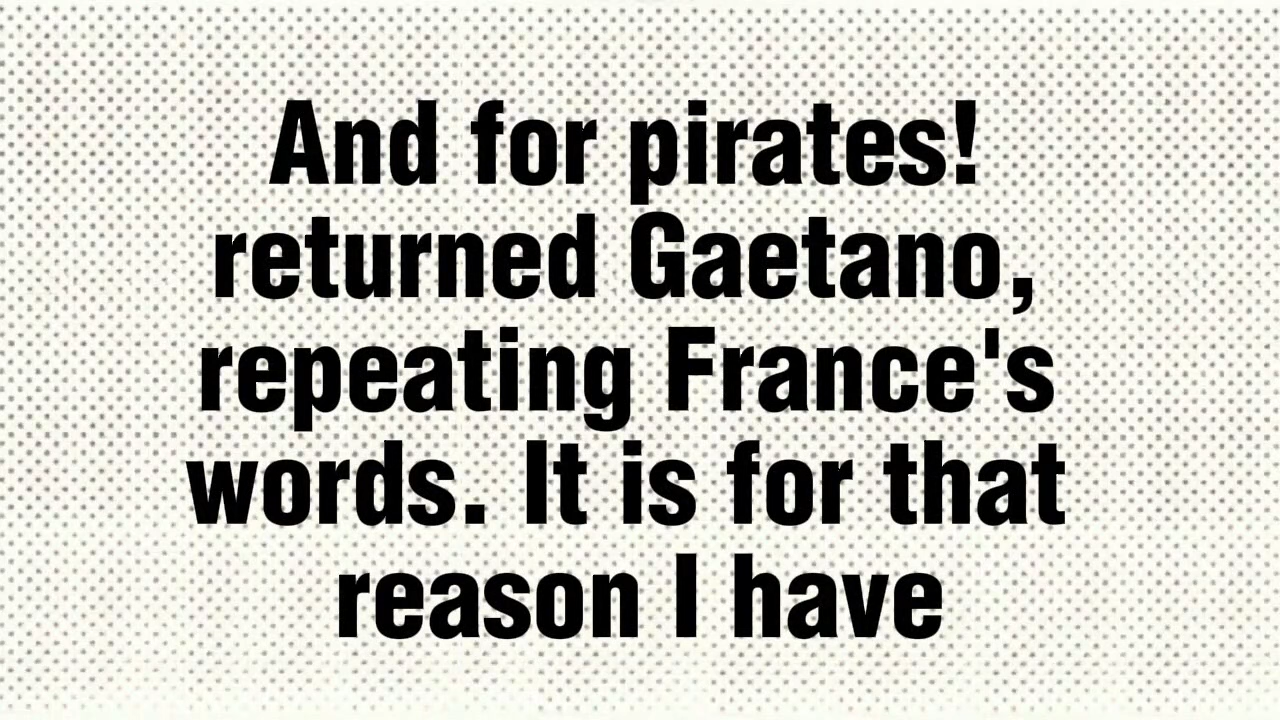 And for pirates!
returned Gaetano,
repeating France's
words. It is for that
reason I have